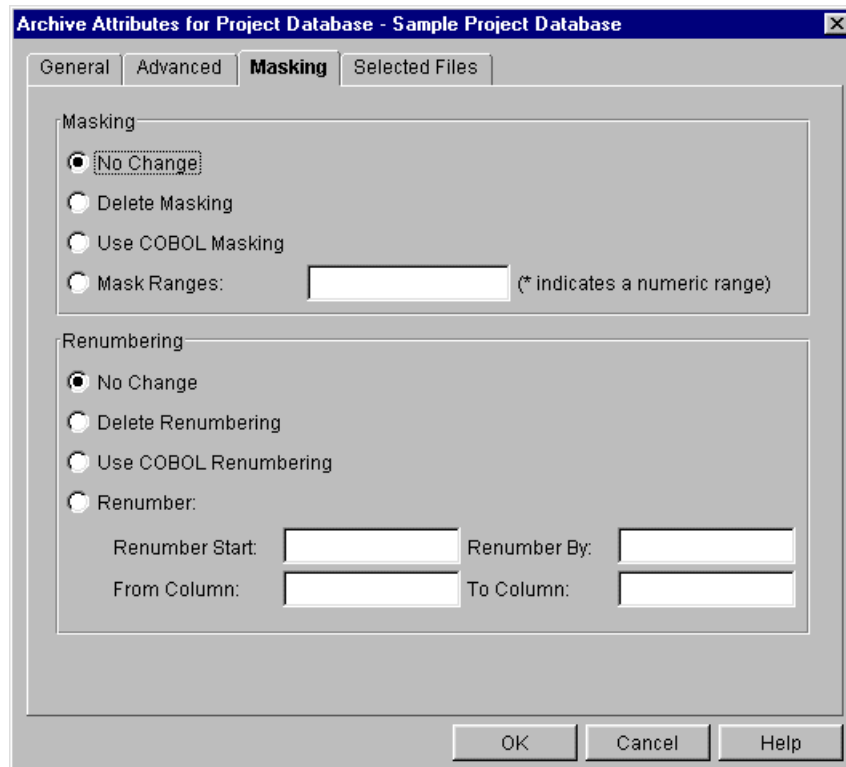 Archive Attributes for Project Database - Sample Project Database
General Advanced Masking Selected Files
Masking
No Change
Delete Masking
Use COBOL Masking
Mask Ranges: (* indicates a numeric range)
Renumbering
No Change
Delete Renumbering
Use COBOL Renumbering
Renumber:
Renumber Start: Renumber By:
From Column: To Column:
OK Cancel Help